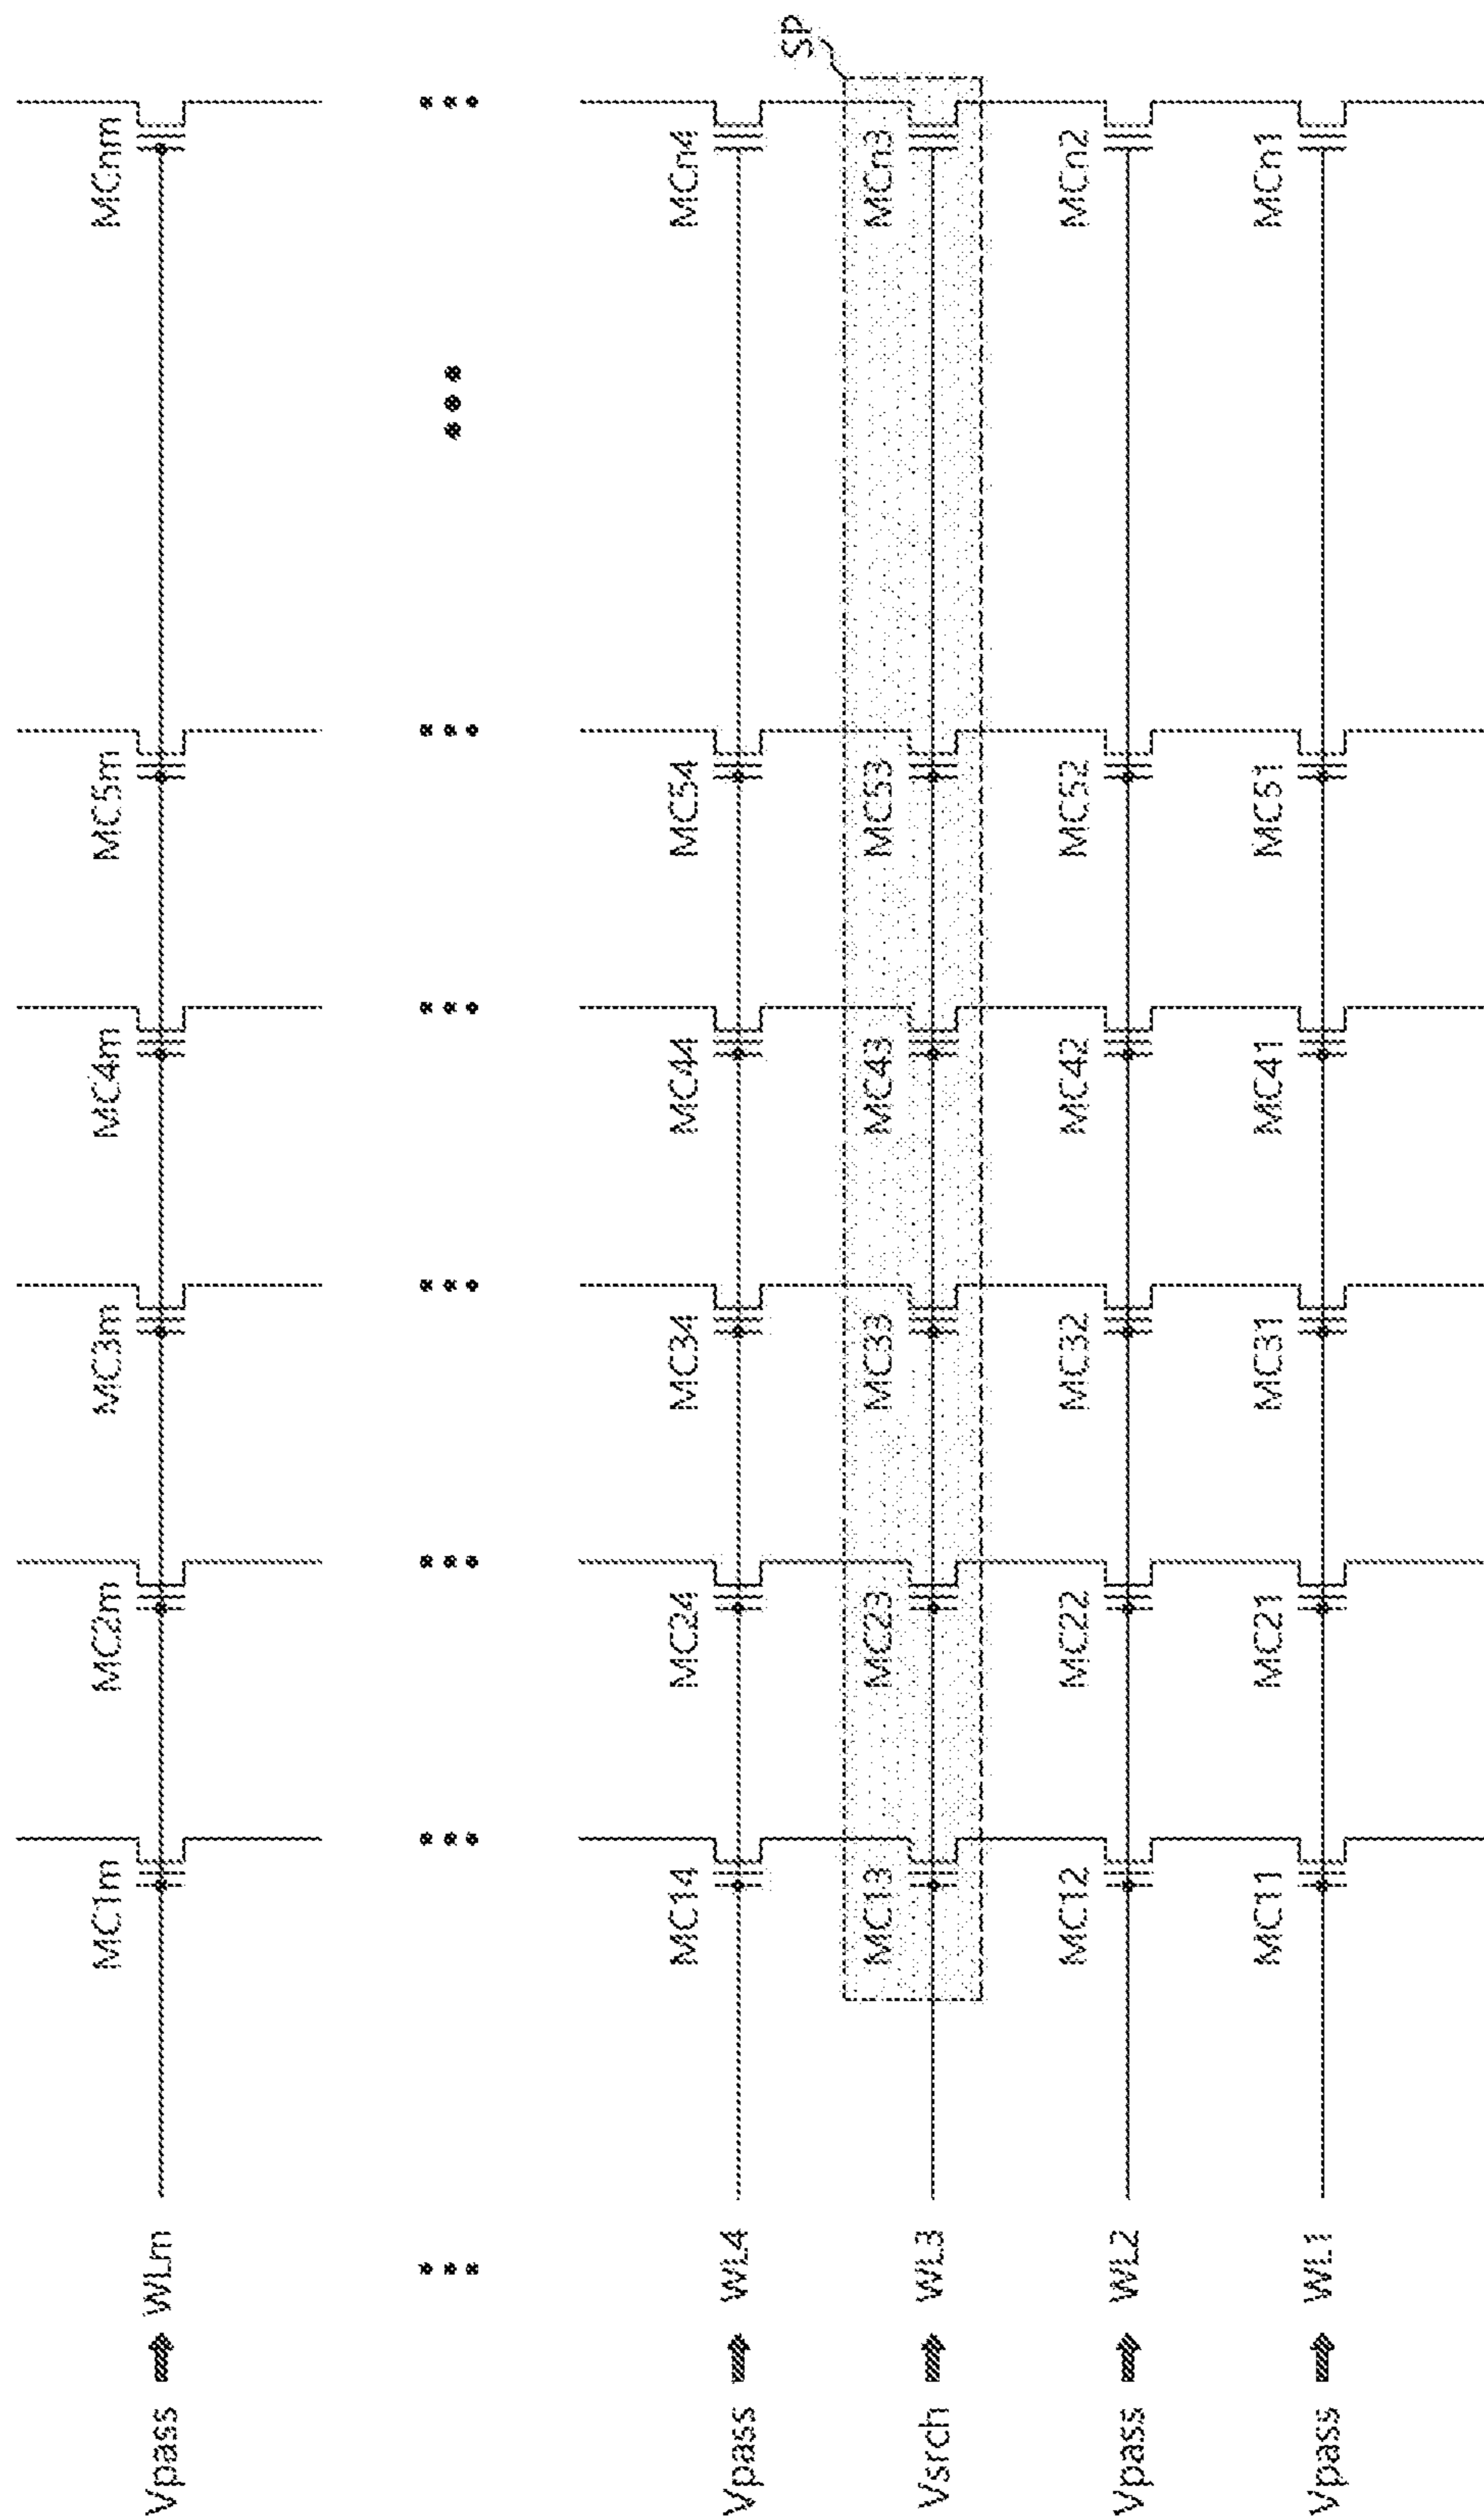 SP
Vpass WLm MC1m MC2m MC3m MC4m MC5m MCnm
Vpass WL4 MC14 MC24 MC34 MC44 MC54 MCn4
Vsrch WL3 MC13 MC23 MC33 MC43 MC53 MCn3
Vpass WL2 MC12 MC22 MC32 MC42 MC52 MCn2
Vpass WL1 MC11 MC21 MC31 MC41 MC51 MCn1